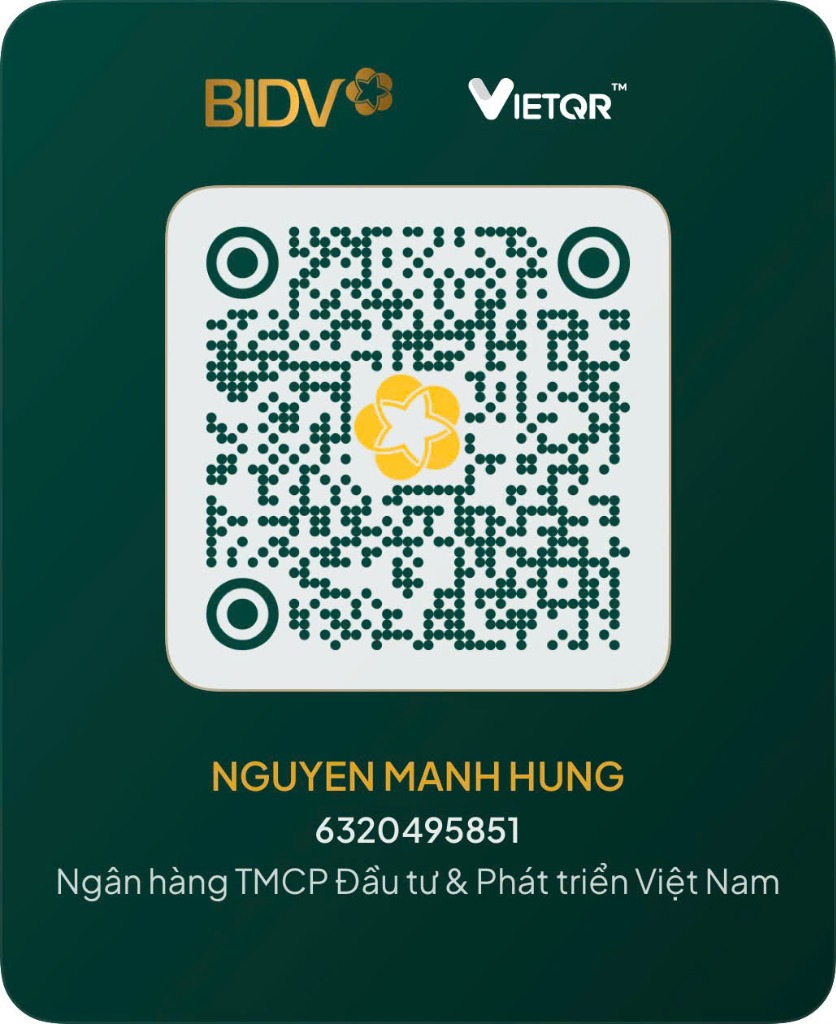 BIDV
VIETQR™
NGUYEN MANH HUNG
6320495851
Ngân hàng TMCP Đầu tư & Phát triển Việt Nam